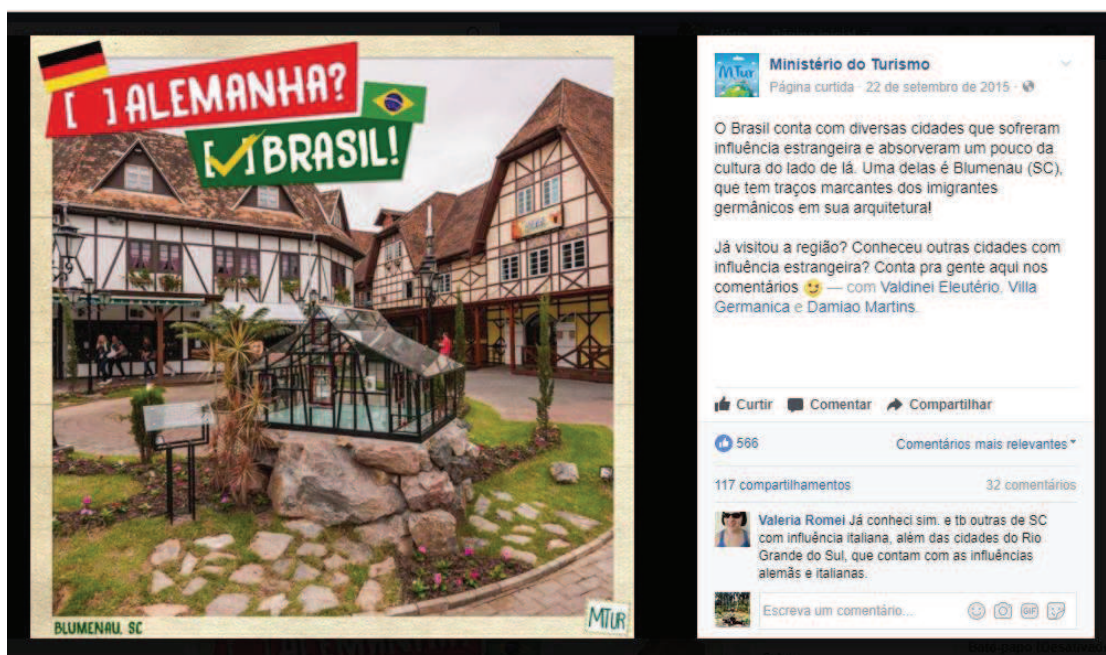 [ ] ALEMANHA?
[✓] BRASIL!
BLUMENAU, SC
MTUR
MTur
Ministério do Turismo
Página curtida · 22 de setembro de 2015 ·
O Brasil conta com diversas cidades que sofreram
influência estrangeira e absorveram um pouco da
cultura do lado de lá. Uma delas é Blumenau (SC),
que tem traços marcantes dos imigrantes
germânicos em sua arquitetura!
Já visitou a região? Conheceu outras cidades com
influência estrangeira? Conta pra gente aqui nos
comentários 😉 — com Valdinei Eleutério, Villa
Germanica e Damiao Martins.
Curtir Comentar Compartilhar
566 Comentários mais relevantes
117 compartilhamentos 32 comentários
Valeria Romei Já conheci sim. e tb outras de SC
com influência italiana, além das cidades do Rio
Grande do Sul, que contam com as influências
alemãs e italianas.
Escreva um comentário... GIF